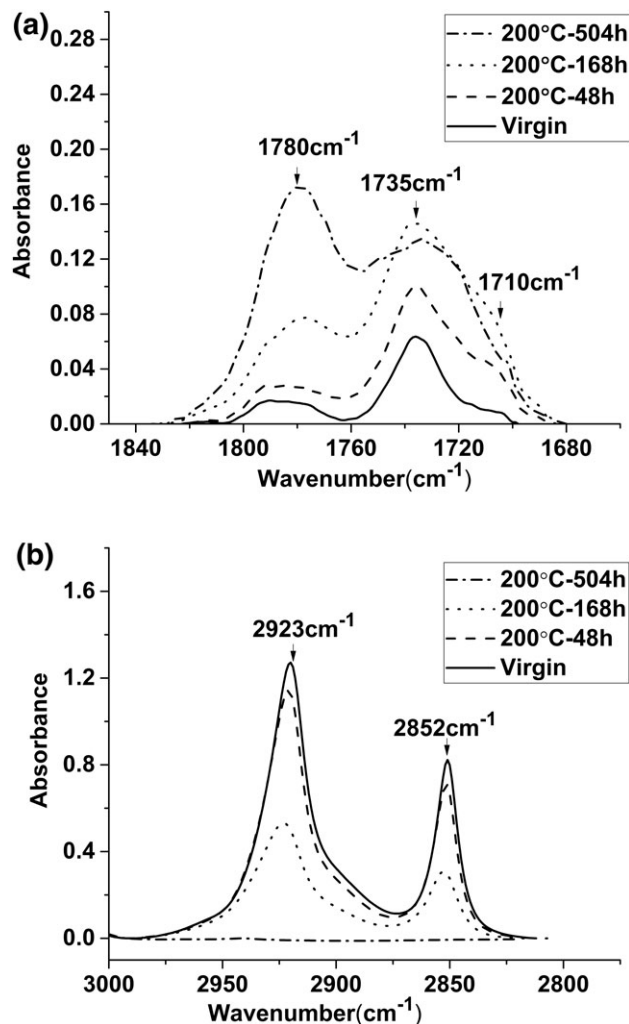 (a)
0.28
0.24
0.20
0.16
0.12
0.08
0.04
0.00
Absorbance
200°C-504h
200°C-168h
200°C-48h
Virgin
1780cm⁻¹
1735cm⁻¹
1710cm⁻¹
1840 1800 1760 1720 1680
Wavenumber(cm⁻¹)
(b)
1.6
1.2
0.8
0.4
0.0
Absorbance
200°C-504h
200°C-168h
200°C-48h
Virgin
2923cm⁻¹
2852cm⁻¹
3000 2950 2900 2850 2800
Wavenumber(cm⁻¹)